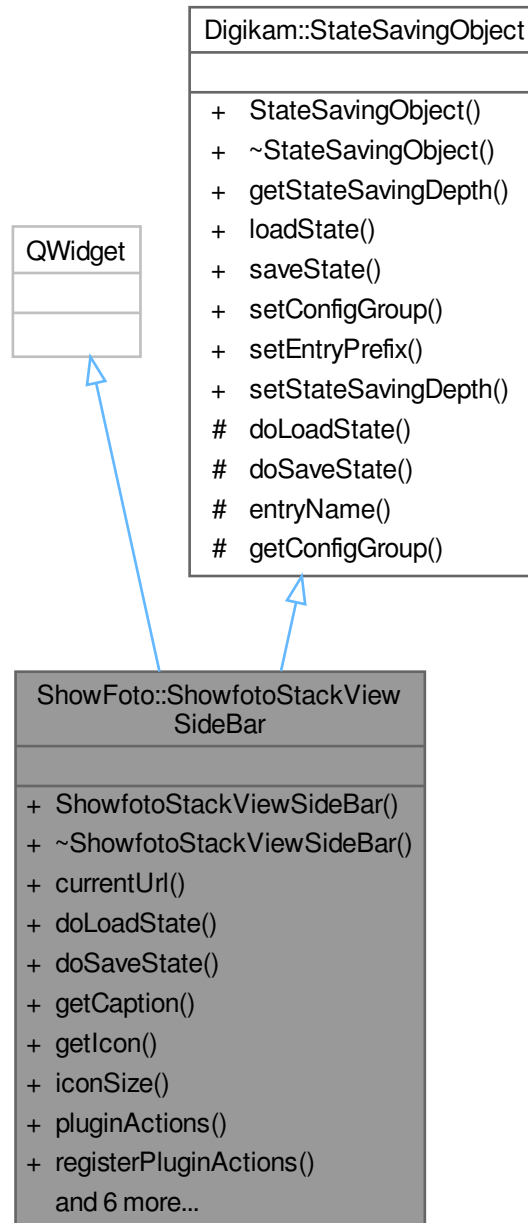 Digikam::StateSavingObject
+ StateSavingObject()
+ ~StateSavingObject()
+ getStateSavingDepth()
+ loadState()
+ saveState()
+ setConfigGroup()
+ setEntryPrefix()
+ setStateSavingDepth()
# doLoadState()
# doSaveState()
# entryName()
# getConfigGroup()
QWidget
ShowFoto::ShowfotoStackView
SideBar
+ ShowfotoStackViewSideBar()
+ ~ShowfotoStackViewSideBar()
+ currentUrl()
+ doLoadState()
+ doSaveState()
+ getCaption()
+ getIcon()
+ iconSize()
+ pluginActions()
+ registerPluginActions()
and 6 more...